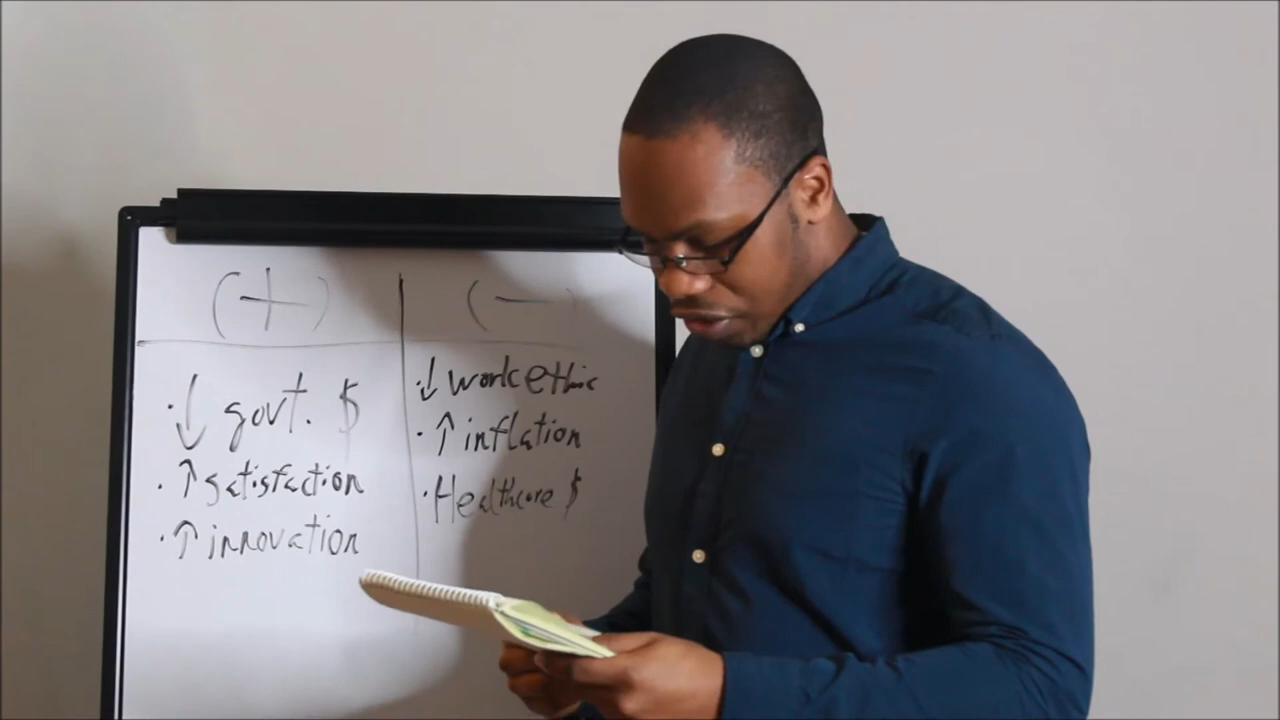 (+)
(−)
· ↓ govt. $
· ↑ satisfaction
· ↑ innovation
· ↓ work ethic
· ↑ inflation
· Healthcare $